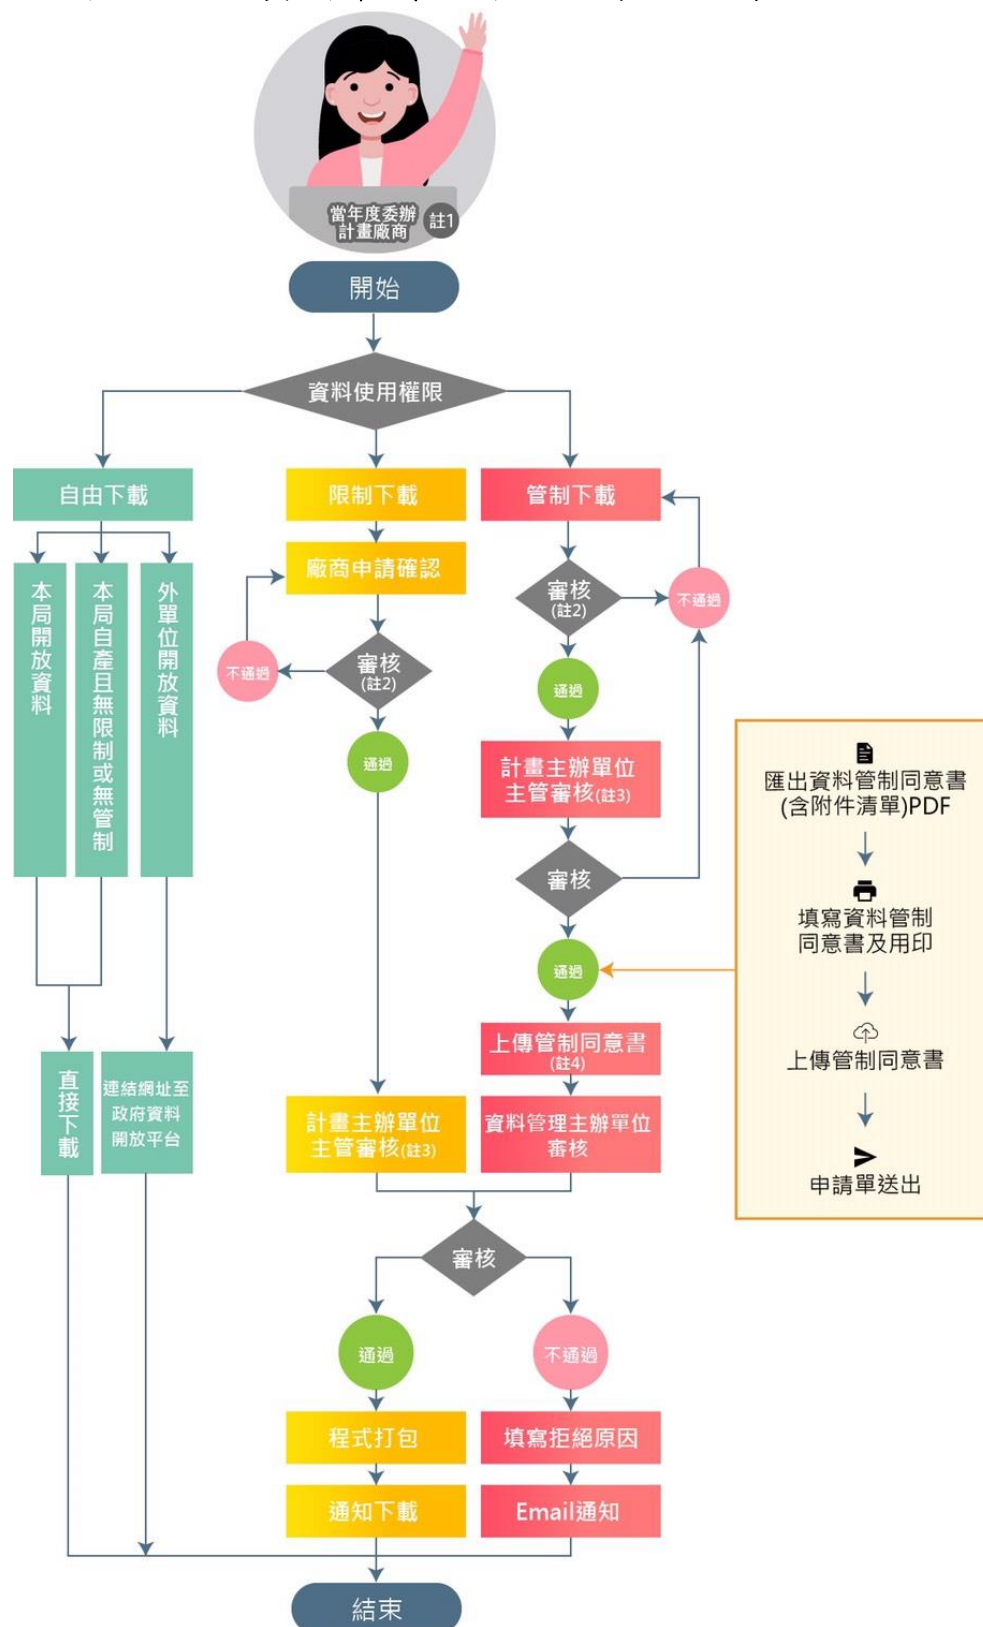 當年度委辦
計畫廠商
註1
開始
資料使用權限
自由下載
限制下載
管制下載
廠商申請確認
本局開放資料
本局自產且無限制或無管制
外單位開放資料
審核
(註2)
不通過
審核
(註2)
不通過
通過
通過
計畫主辦單位
主管審核(註3)
匯出資料管制同意書
(含附件清單)PDF
審核
填寫資料管制
同意書及用印
通過
上傳管制同意書
(註4)
上傳管制同意書
直接下載
連結網址至
政府資料
開放平台
計畫主辦單位
主管審核(註3)
資料管理主辦單位
審核
申請單送出
審核
通過
不通過
程式打包
填寫拒絕原因
通知下載
Email通知
結束